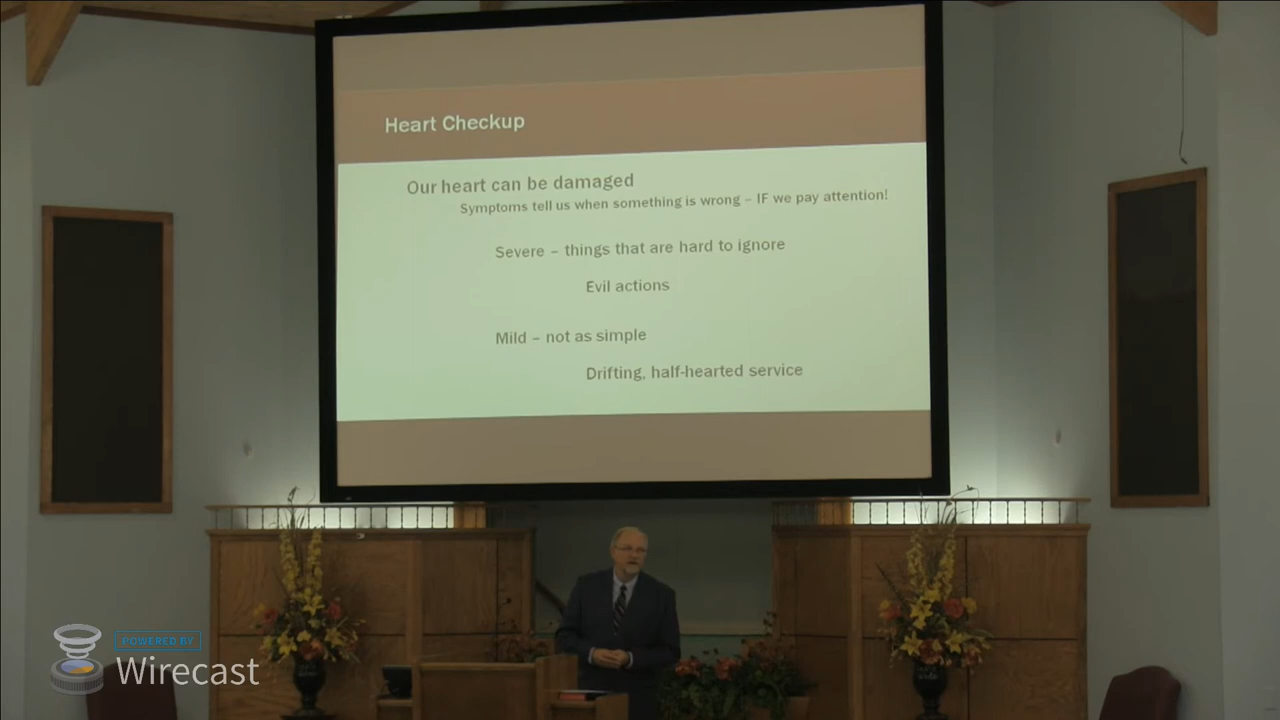 Heart Checkup
Our heart can be damaged
Symptoms tell us when something is wrong – IF we pay attention!
Severe – things that are hard to ignore
Evil actions
Mild – not as simple
Drifting, half-hearted service
POWERED BY
Wirecast